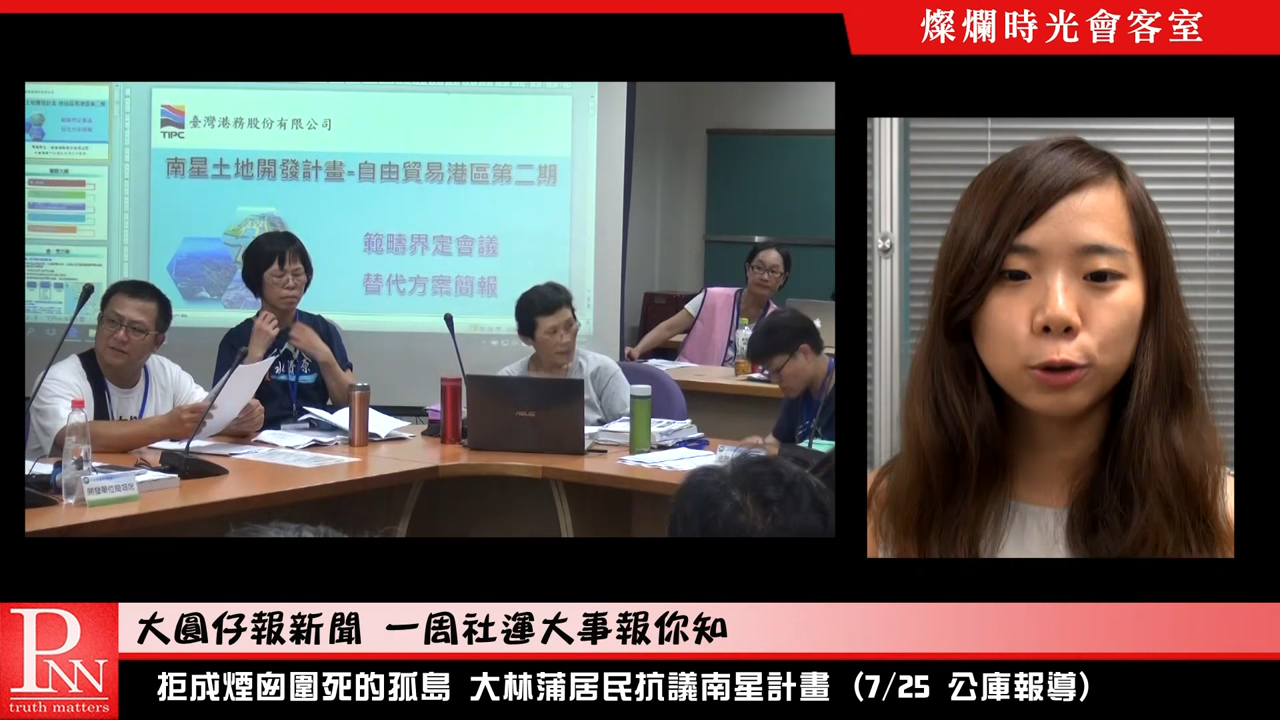 燦爛時光會客室
TIPC 臺灣港務股份有限公司
南星土地開發計畫-自由貿易港區第二期
範疇界定會議
替代方案簡報
ASUS
大圓仔報新聞 一周社運大事報你知
PNN
truth matters
拒成煙囪圍死的孤島 大林蒲居民抗議南星計畫 (7/25 公庫報導)